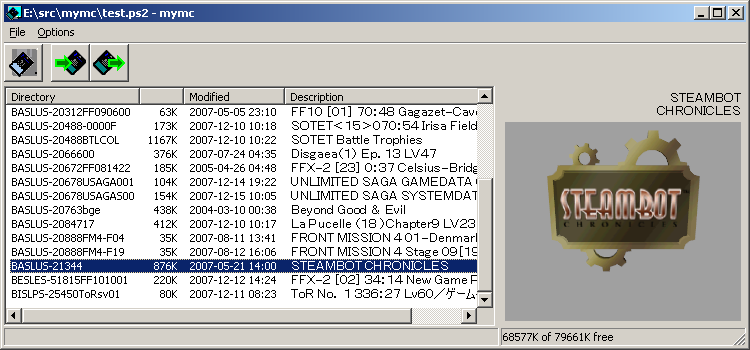 E:\src\mymc\test.ps2 - mymc
File Options
Directory Modified Description
BASLUS-20312FF090600 63K 2007-05-05 23:10 FF10 [01] 70:48 Gagazet-Cave
BASLUS-20488-0000F 173K 2007-12-10 10:18 SOTET<15>070:54 Irisa Field
BASLUS-20488BTLCOL 1167K 2007-12-10 10:22 SOTET Battle Trophies
BASLUS-2066600 376K 2007-07-24 04:35 Disgaea(1) Ep. 13 LV47
BASLUS-20672FF081422 185K 2005-04-26 04:48 FFX-2 [23] 0:37 Celsius-Bridg
BASLUS-20678USAGA001 104K 2007-12-14 19:22 UNLIMITED SAGA GAMEDATA
BASLUS-20678USAGAS00 154K 2007-12-15 10:05 UNLIMITED SAGA SYSTEMDAT
BASLUS-20763bge 438K 2004-03-10 00:38 Beyond Good & Evil
BASLUS-2084717 412K 2007-12-10 10:17 La Pucelle (18)Chapter9 LV23
BASLUS-20888FM4-F04 35K 2007-08-11 13:41 FRONT MISSION 4 01-Denmark
BASLUS-20888FM4-F19 35K 2007-08-12 16:06 FRONT MISSION 4 Stage 09[19
BASLUS-21344 876K 2007-05-21 14:00 STEAMBOT CHRONICLES
BESLES-51815FF101001 220K 2007-12-12 14:24 FFX-2 [02] 34:14 New Game P
BISLPS-25450ToRsv01 80K 2007-12-11 08:23 ToR No. 1 336:27 Lv60/ゲーム
STEAMBOT
CHRONICLES
STEAMBOT
CHRONICLES
68577K of 79661K free